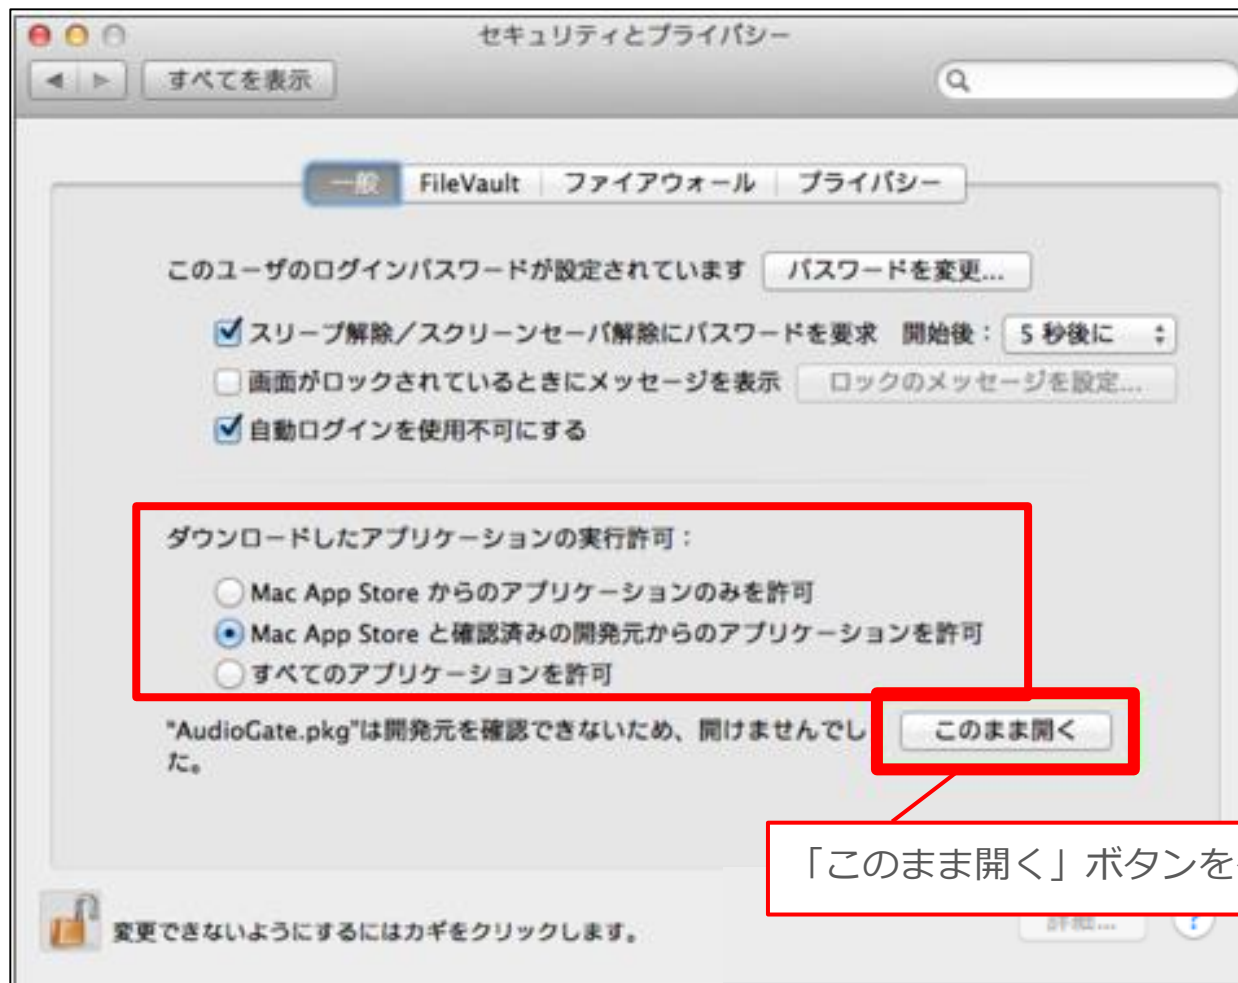 セキュリティとプライバシー
すべてを表示
一般 FileVault ファイアウォール プライバシー
このユーザのログインパスワードが設定されています パスワードを変更...
スリープ解除／スクリーンセーバ解除にパスワードを要求 開始後： 5 秒後に
画面がロックされているときにメッセージを表示 ロックのメッセージを設定...
自動ログインを使用不可にする
ダウンロードしたアプリケーションの実行許可：
Mac App Store からのアプリケーションのみを許可
Mac App Store と確認済みの開発元からのアプリケーションを許可
すべてのアプリケーションを許可
"AudioGate.pkg"は開発元を確認できないため、開けませんでし このまま開く
た。
「このまま開く」ボタンを
変更できないようにするにはカギをクリックします。
詳細... ?